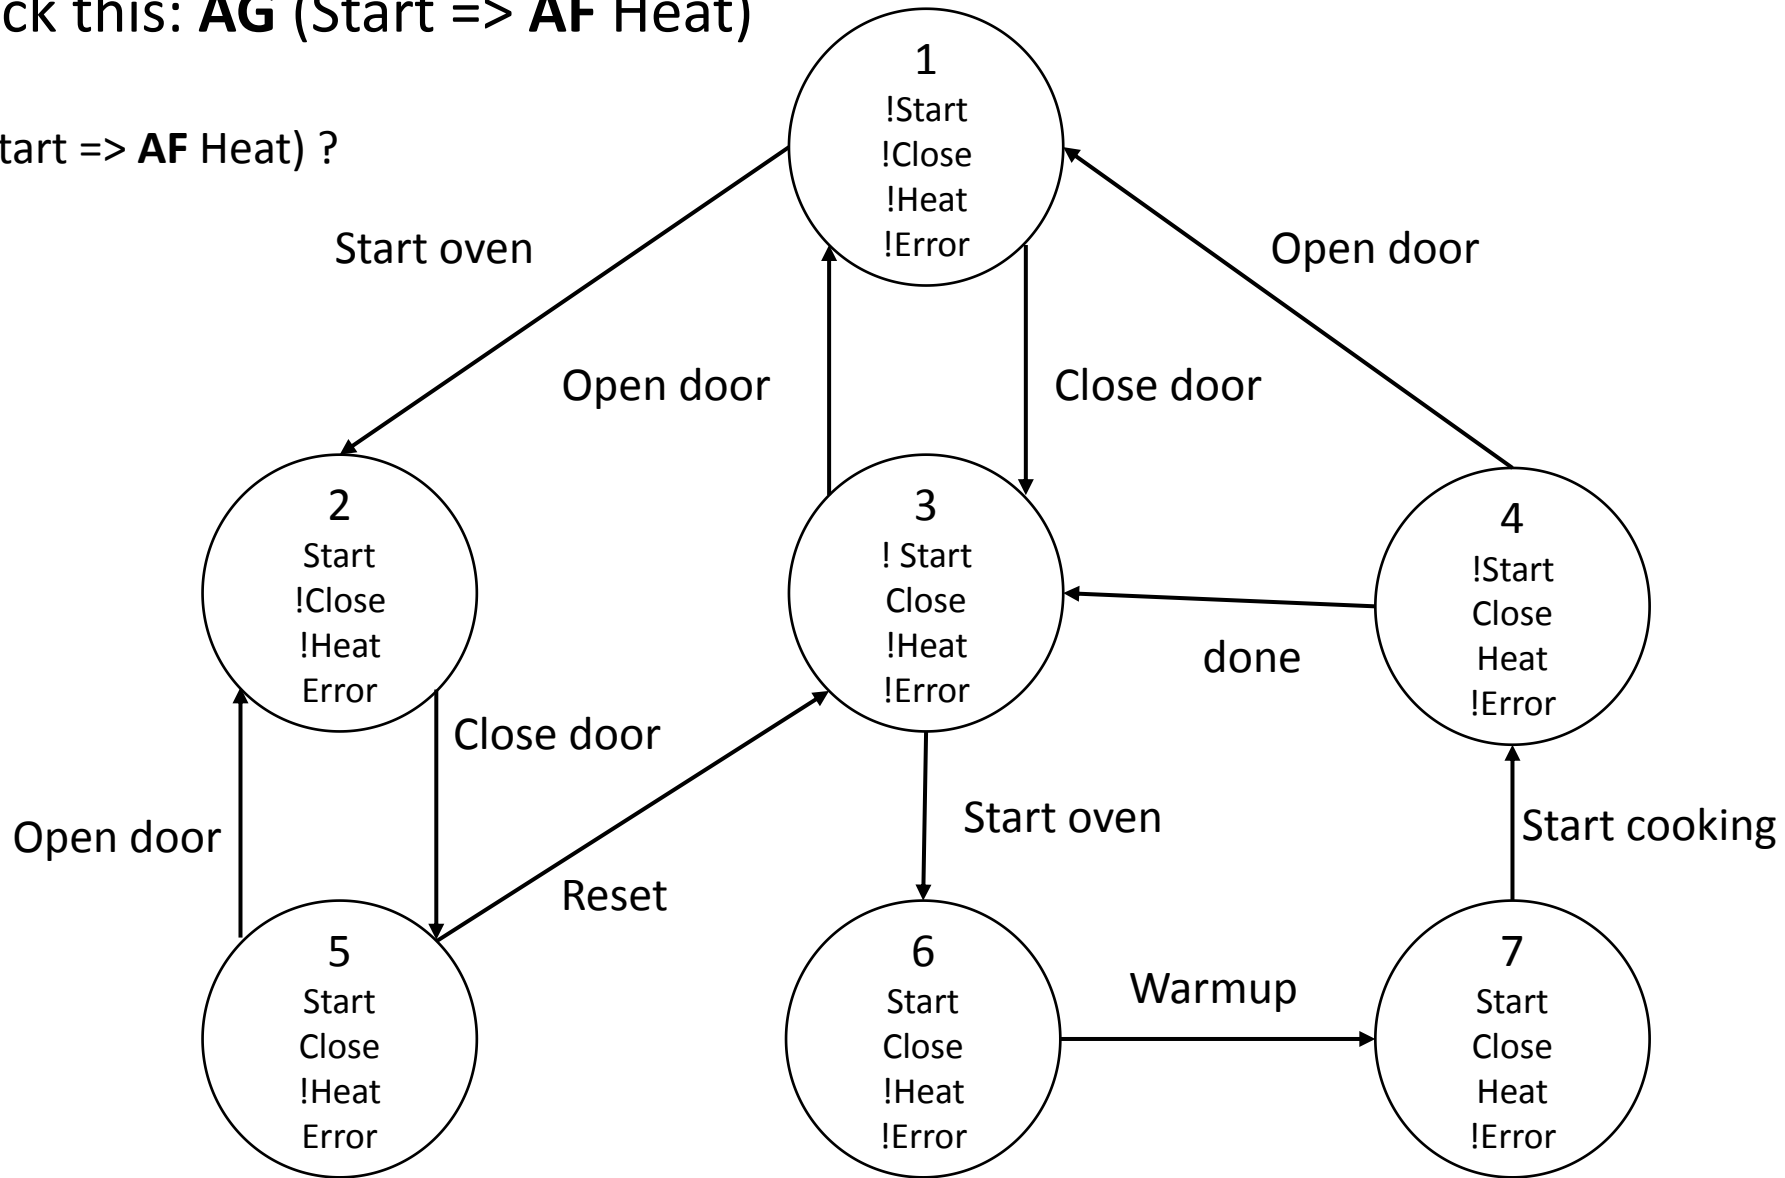 ck this: AG (Start => AF Heat)
tart => AF Heat) ?
1
!Start
!Close
!Heat
!Error
Start oven
Open door
Open door
Close door
2
Start
!Close
!Heat
Error
3
! Start
Close
!Heat
!Error
4
!Start
Close
Heat
!Error
done
Close door
Open door
Start oven
Start cooking
Reset
5
Start
Close
!Heat
Error
6
Start
Close
!Heat
!Error
Warmup
7
Start
Close
Heat
!Error